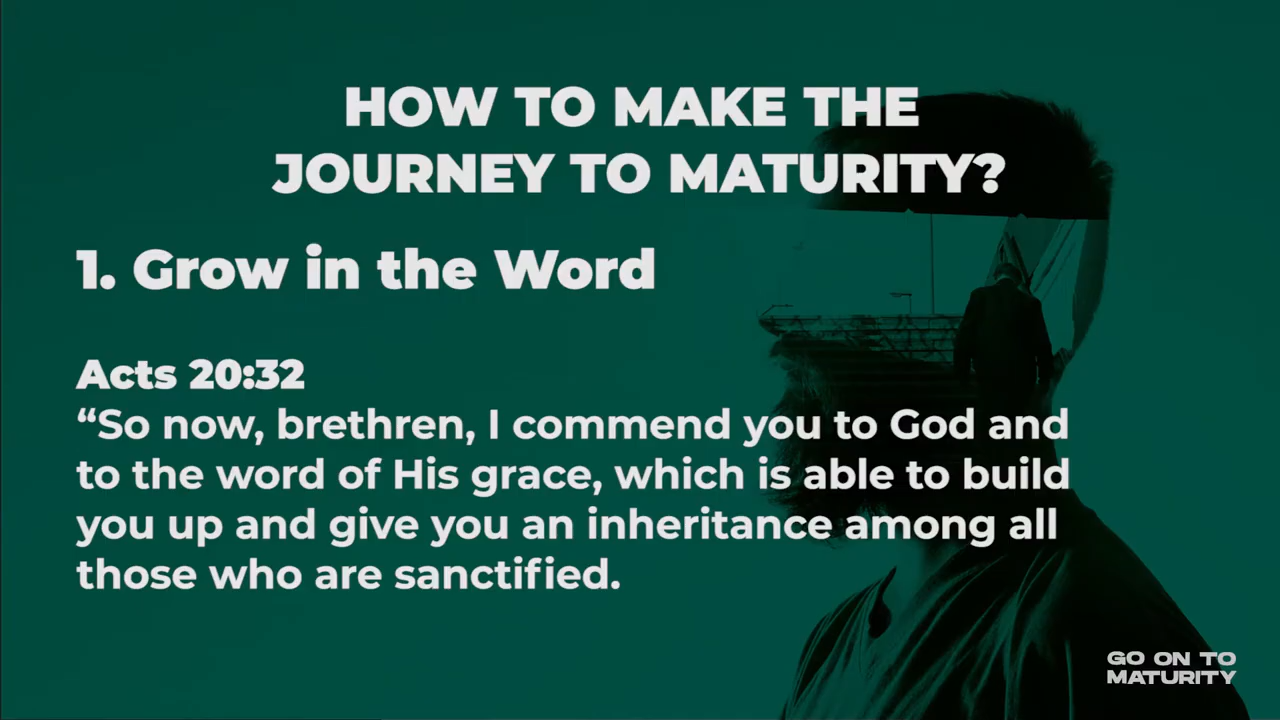 HOW TO MAKE THE
JOURNEY TO MATURITY?
1. Grow in the Word
Acts 20:32
“So now, brethren, I commend you to God and
to the word of His grace, which is able to build
you up and give you an inheritance among all
those who are sanctified.
GO ON TO
MATURITY